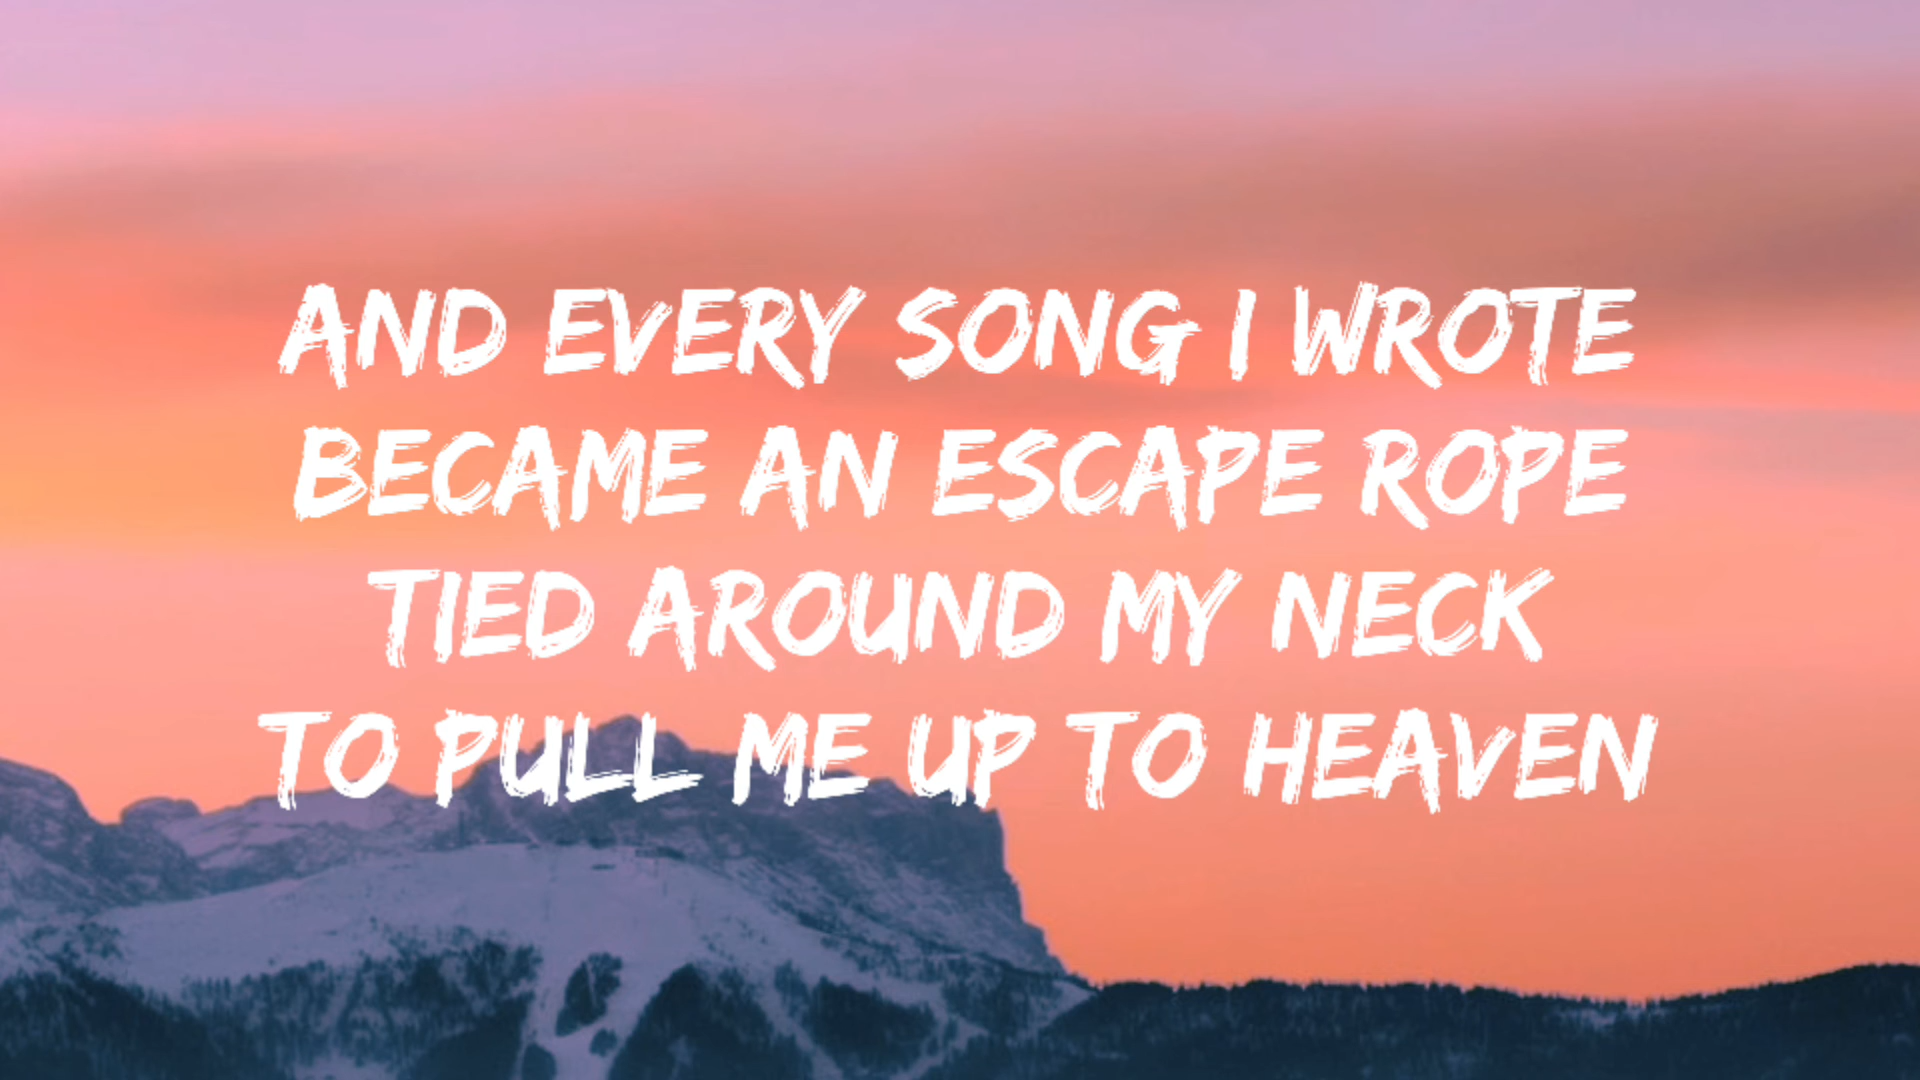 AND EVERY SONG I WROTE
BECAME AN ESCAPE ROPE
TIED AROUND MY NECK
TO PULL ME UP TO HEAVEN